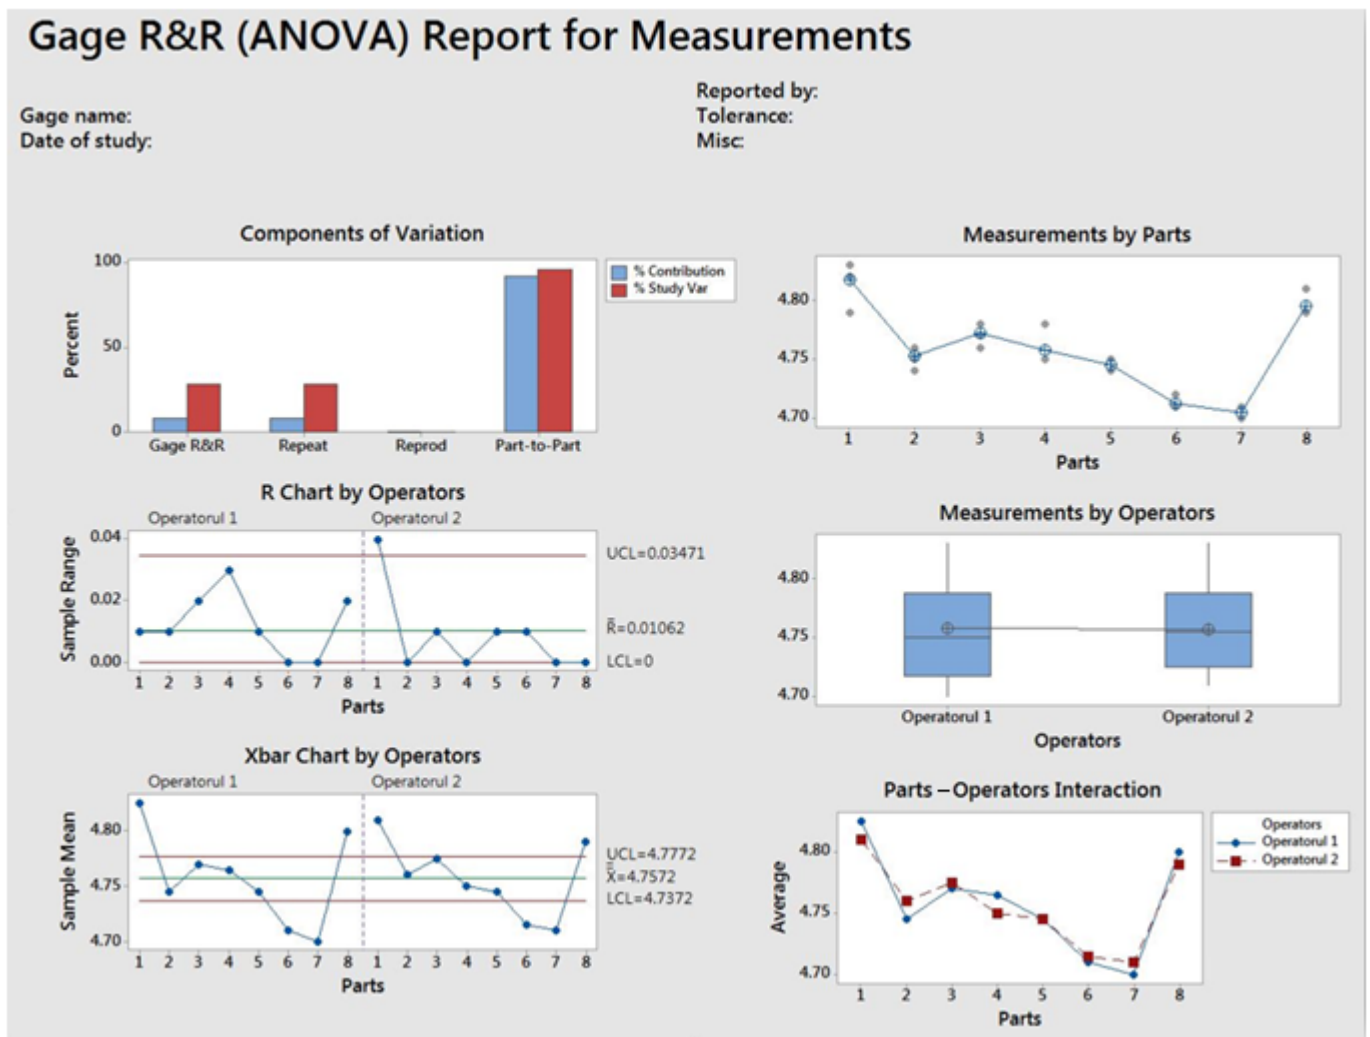 Gage R&R (ANOVA) Report for Measurements
Gage name:
Date of study:
Reported by:
Tolerance:
Misc:
Components of Variation
Percent
100
50
0
Gage R&R Repeat Reprod Part-to-Part
% Contribution
% Study Var
R Chart by Operators
Operatorul 1 Operatorul 2
Sample Range
0.04
0.02
0.00
UCL=0.03471
R̄=0.01062
LCL=0
1 2 3 4 5 6 7 8 1 2 3 4 5 6 7 8
Parts
Xbar Chart by Operators
Operatorul 1 Operatorul 2
Sample Mean
4.80
4.75
4.70
UCL=4.7772
X̿=4.7572
LCL=4.7372
1 2 3 4 5 6 7 8 1 2 3 4 5 6 7 8
Parts
Measurements by Parts
4.80
4.75
4.70
1 2 3 4 5 6 7 8
Parts
Measurements by Operators
4.80
4.75
4.70
Operatorul 1 Operatorul 2
Operators
Parts – Operators Interaction
Average
4.80
4.75
4.70
1 2 3 4 5 6 7 8
Parts
Operators
Operatorul 1
Operatorul 2